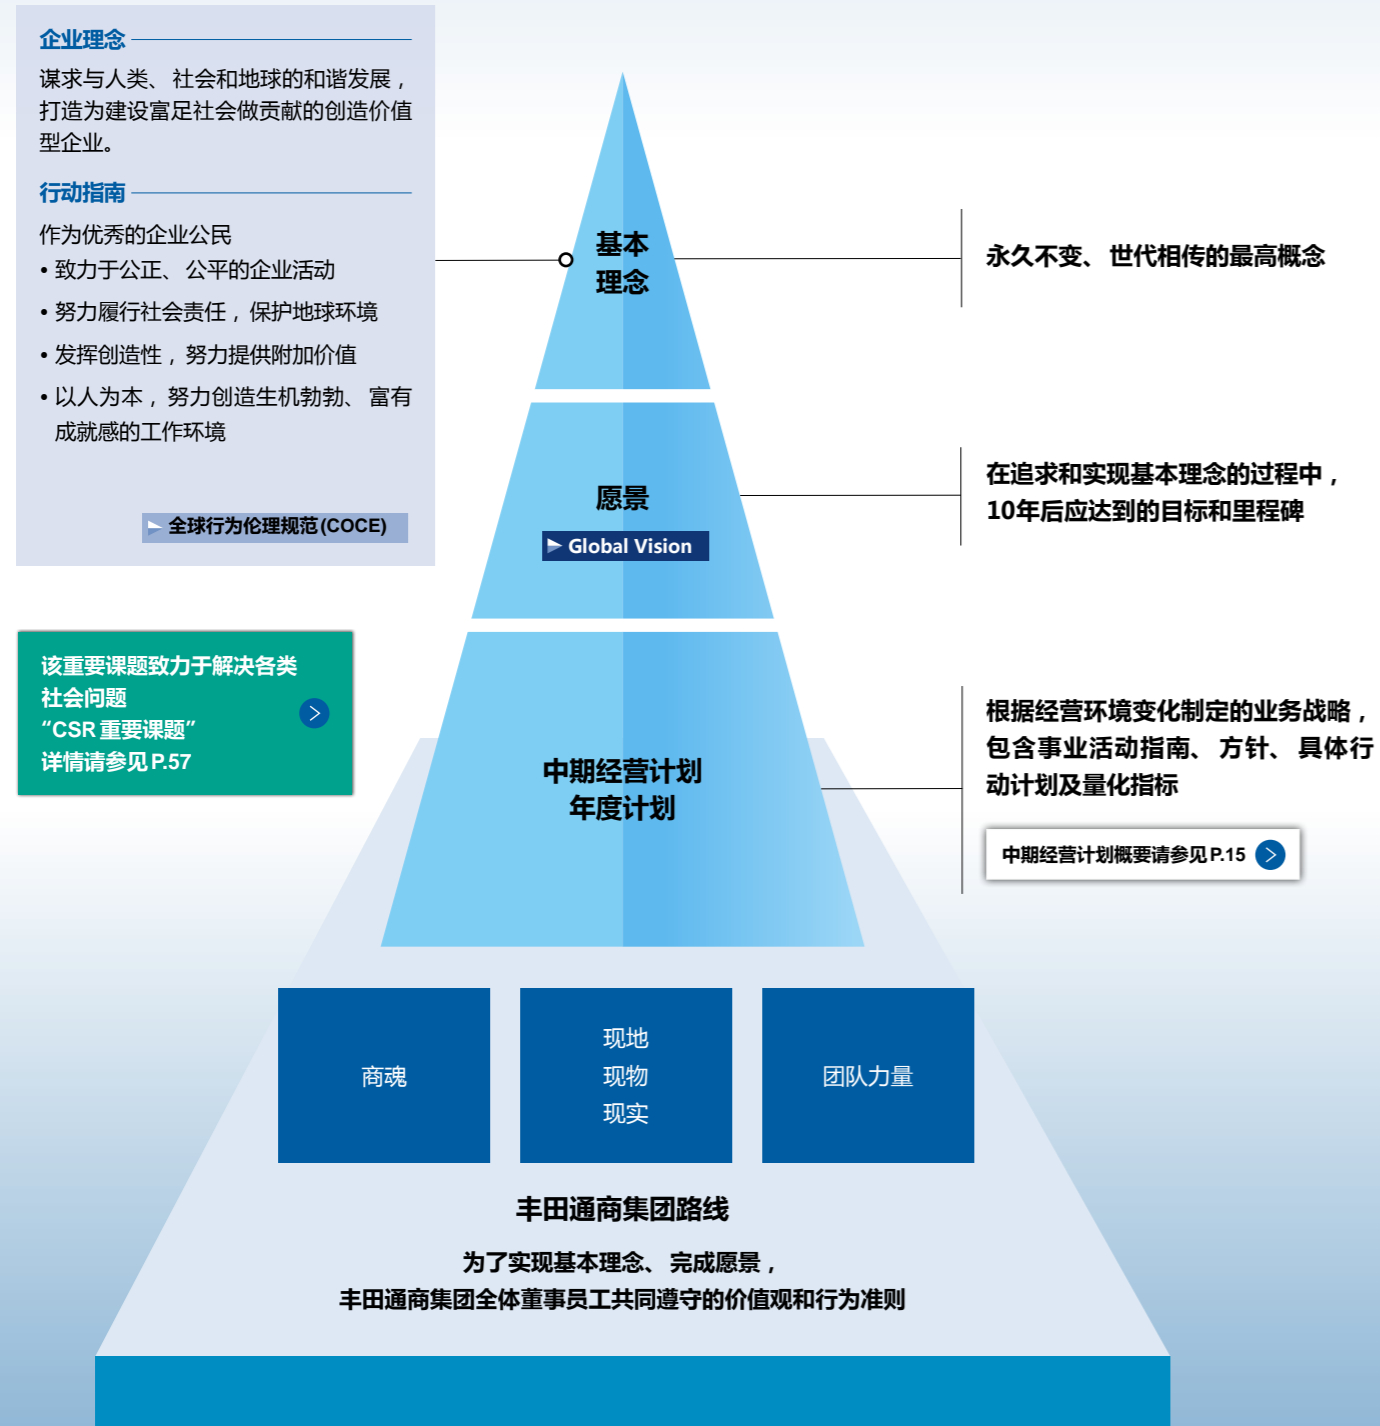 企业理念
谋求与人类、社会和地球的和谐发展，
打造为建设富足社会做贡献的创造价值
型企业。
行动指南
作为优秀的企业公民
• 致力于公正、公平的企业活动
• 努力履行社会责任，保护地球环境
• 发挥创造性，努力提供附加价值
• 以人为本，努力创造生机勃勃、富有
成就感的工作环境
全球行为伦理规范(COCE)
该重要课题致力于解决各类
社会问题
“CSR重要课题”
详情请参见P.57
基本
理念
永久不变、世代相传的最高概念
愿景
Global Vision
在追求和实现基本理念的过程中，
10年后应达到的目标和里程碑
中期经营计划
年度计划
根据经营环境变化制定的业务战略，
包含事业活动指南、方针、具体行
动计划及量化指标
中期经营计划概要请参见P.15
商魂
现地
现物
现实
团队力量
丰田通商集团路线
为了实现基本理念、完成愿景，
丰田通商集团全体董事员工共同遵守的价值观和行为准则